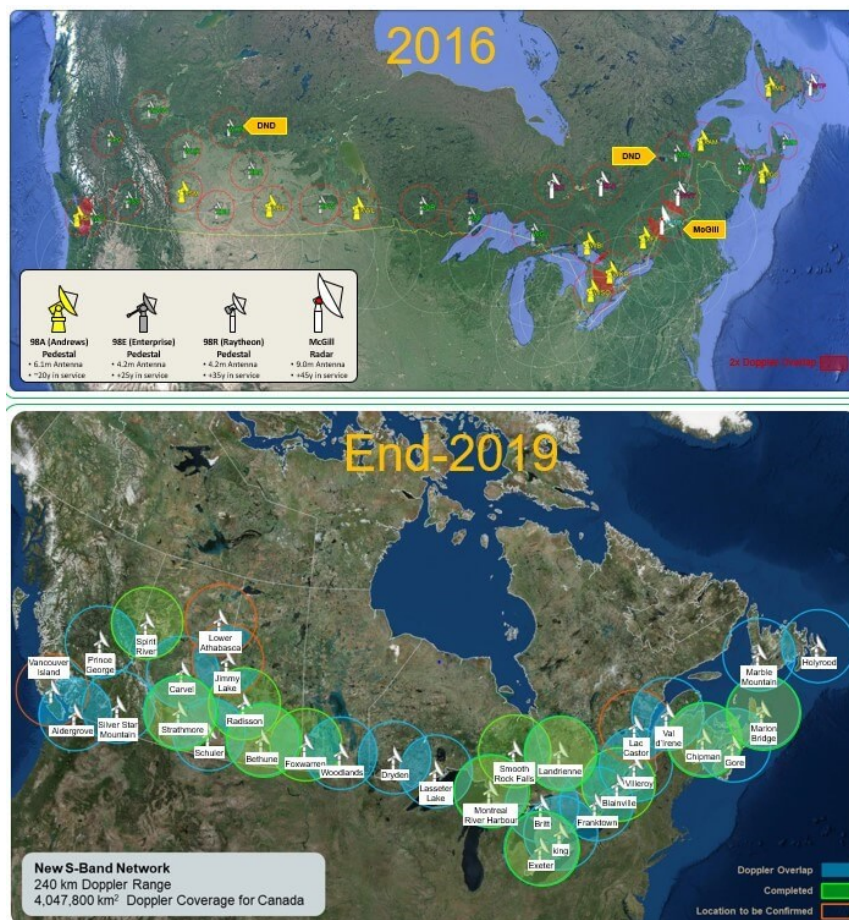 2016
DND
DND
McGill
98A (Andrews)
Pedestal
• 6.1m Antenna
• ~20y in service
98E (Enterprise)
Pedestal
• 4.2m Antenna
• +25y in service
98R (Raytheon)
Pedestal
• 4.2m Antenna
• +35y in service
McGill
Radar
• 9.0m Antenna
• +45y in service
2x Doppler Overlap
End-2019
Spirit
River
Lower
Athabasca
Prince
George
Vancouver
Island
Carvel
Jimmy
Lake
Aldergrove
Silver Star
Mountain
Strathmore
Radisson
Schuler
Bethune
Foxwarren
Woodlands
Dryden
Lasseter
Lake
Smooth
Rock Falls
Landrienne
Montreal
River Harbour
Britt
king
Exeter
Franktown
Blainville
Villeroy
Lac
Castor
Val
d'Irene
Chipman
Gore
Marion
Bridge
Marble
Mountain
Holyrood
New S-Band Network
240 km Doppler Range
4,047,800 km² Doppler Coverage for Canada
Doppler Overlap
Completed
Location to be Confirmed